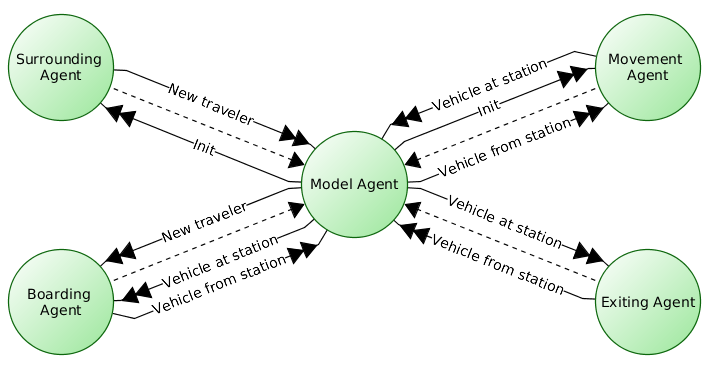 Surrounding
Agent
New traveler
Init
Movement
Agent
Vehicle at station
Init
Vehicle from station
Model Agent
New traveler
Vehicle at station
Vehicle from station
Boarding
Agent
Vehicle at station
Vehicle from station
Exiting Agent